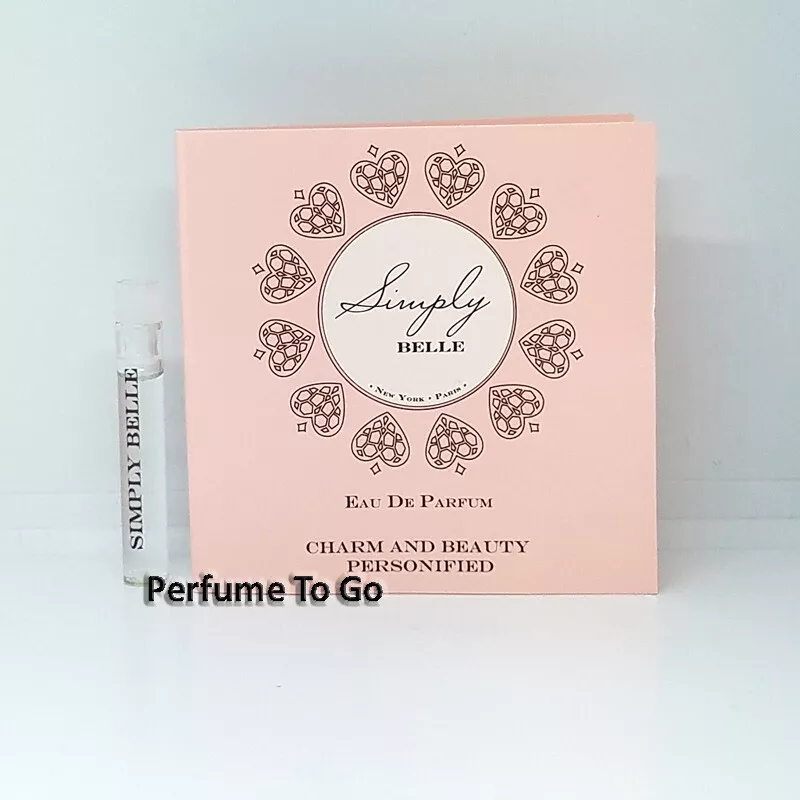 Simply
BELLE
• New York • Paris •
Eau De Parfum
CHARM AND BEAUTY
PERSONIFIED
SIMPLY BELLE
Perfume To Go